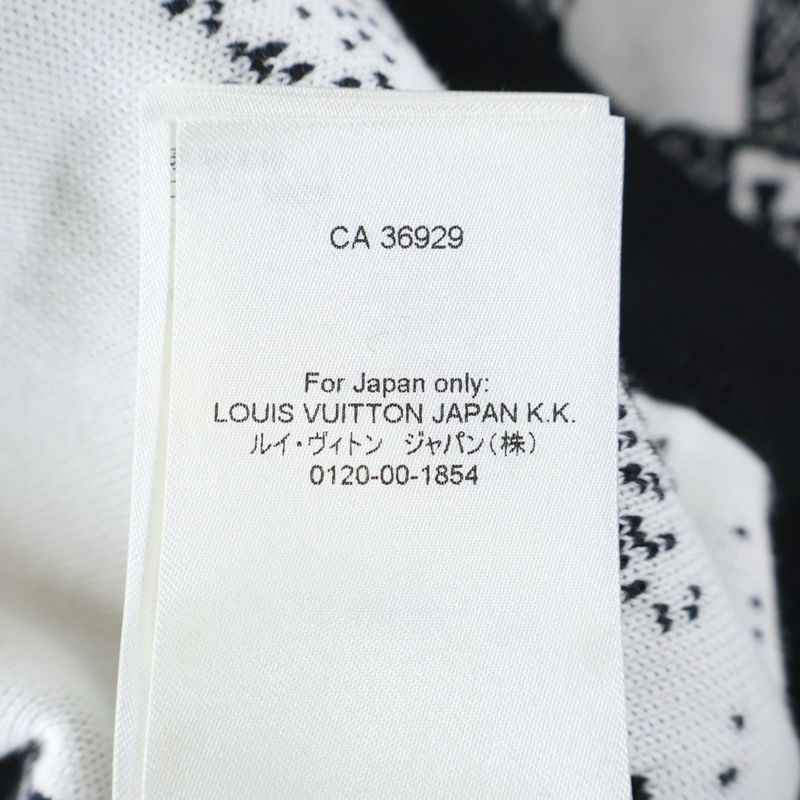 CA 36929
For Japan only:
LOUIS VUITTON JAPAN K.K.
ルイ・ヴィトン　ジャパン(株)
0120-00-1854